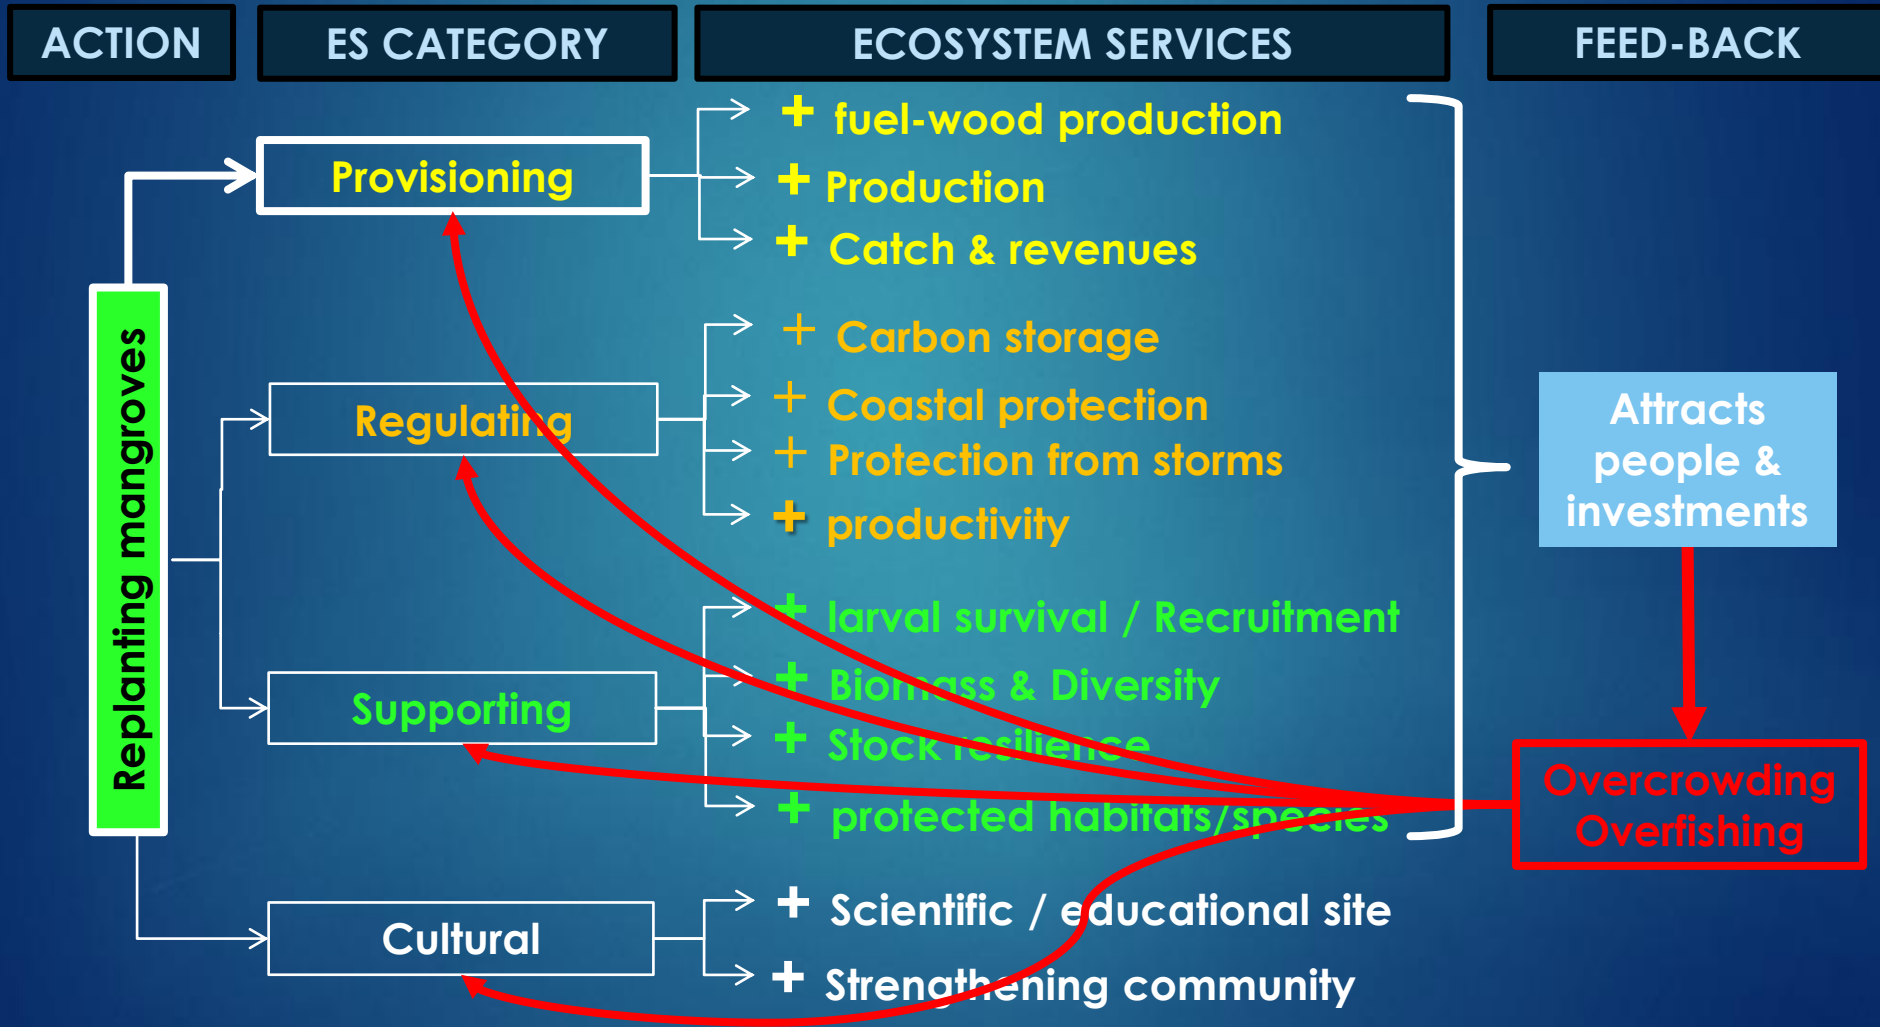 ACTION
ES CATEGORY
ECOSYSTEM SERVICES
FEED-BACK
Replanting mangroves
Provisioning
+ fuel-wood production
+ Production
+ Catch & revenues
Regulating
+ Carbon storage
+ Coastal protection
+ Protection from storms
+ productivity
Supporting
+ larval survival / Recruitment
+ Biomass & Diversity
+ Stock resilience
+ protected habitats/species
Cultural
+ Scientific / educational site
+ Strengthening community
Attracts
people &
investments
Overcrowding
Overfishing